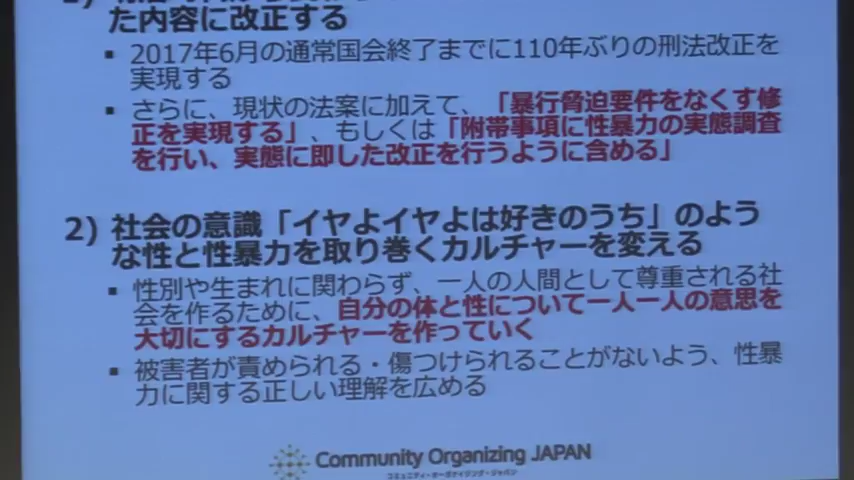 た内容に改正する
▪ 2017年6月の通常国会終了までに110年ぶりの刑法改正を
実現する
▪ さらに、現状の法案に加えて、「暴行脅迫要件をなくす修
正を実現する」、もしくは「附帯事項に性暴力の実態調査
を行い、実態に即した改正を行うように含める」
2) 社会の意識「イヤよイヤよは好きのうち」のよう
な性と性暴力を取り巻くカルチャーを変える
▪ 性別や生まれに関わらず、一人の人間として尊重される社
会を作るために、自分の体と性について一人一人の意思を
大切にするカルチャーを作っていく
▪ 被害者が責められる・傷つけられることがないよう、性暴
力に関する正しい理解を広める
Community Organizing JAPAN
コミュニティ・オーガナイジング・ジャパン